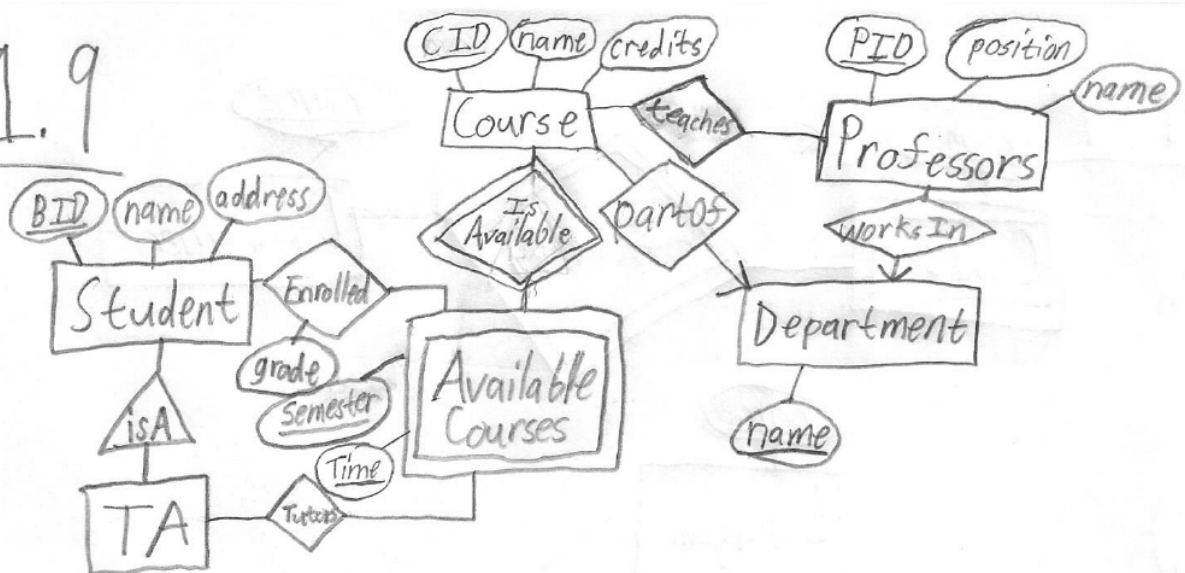 1.9
CID
name
credits
PID
position
name
Course
teaches
Professors
BID
name
address
Is
Available
partOf
worksIn
Student
Enrolled
Department
grade
Semester
Available
Courses
name
isA
Time
TA
Tutors